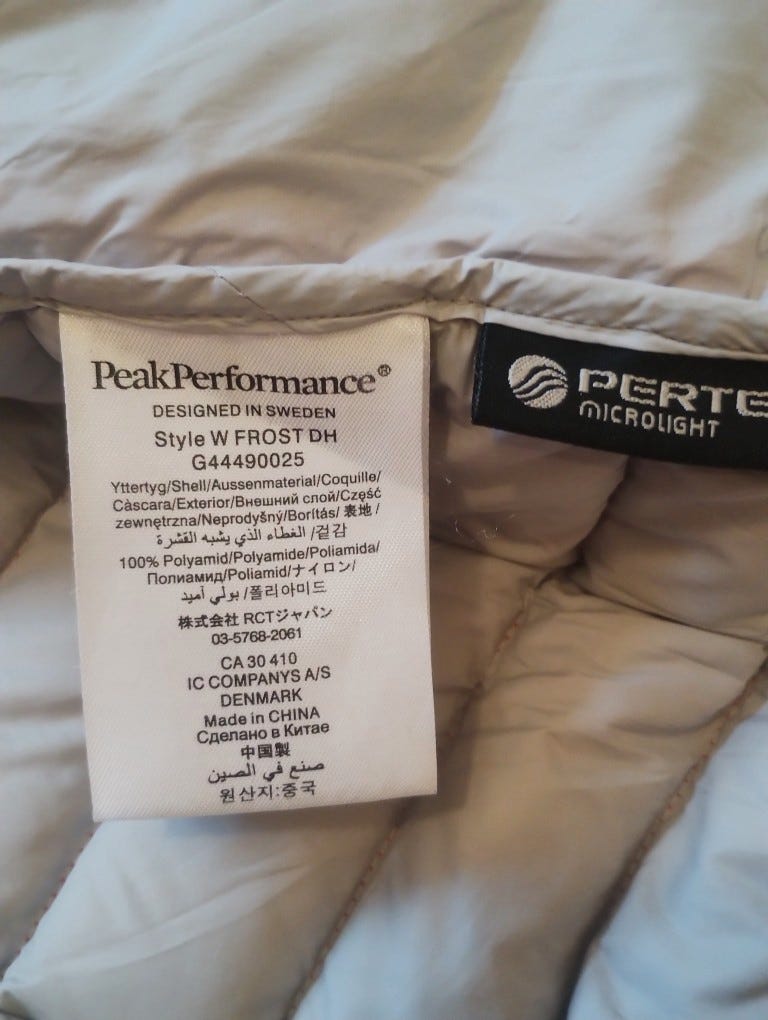 PeakPerformance®
DESIGNED IN SWEDEN
Style W FROST DH
G44490025
Yttertyg/Shell/Aussenmaterial/Coquille/
Càscara/Exterior/Внешний слой/Część
zewnętrzna/Neprodyšný/Borítás/ 表地 /
الغطاء الذي يشبه القشرة /겉감
100% Polyamid/Polyamide/Poliamida/
Полиамид/Poliamid/ナイロン/
بولي أميد /폴리아미드
株式会社 RCTジャパン
03-5768-2061
CA 30 410
IC COMPANYS A/S
DENMARK
Made in CHINA
Сделано в Китае
中国製
صنع في الصين
원산지:중국
PERTE
MICROLIGHT